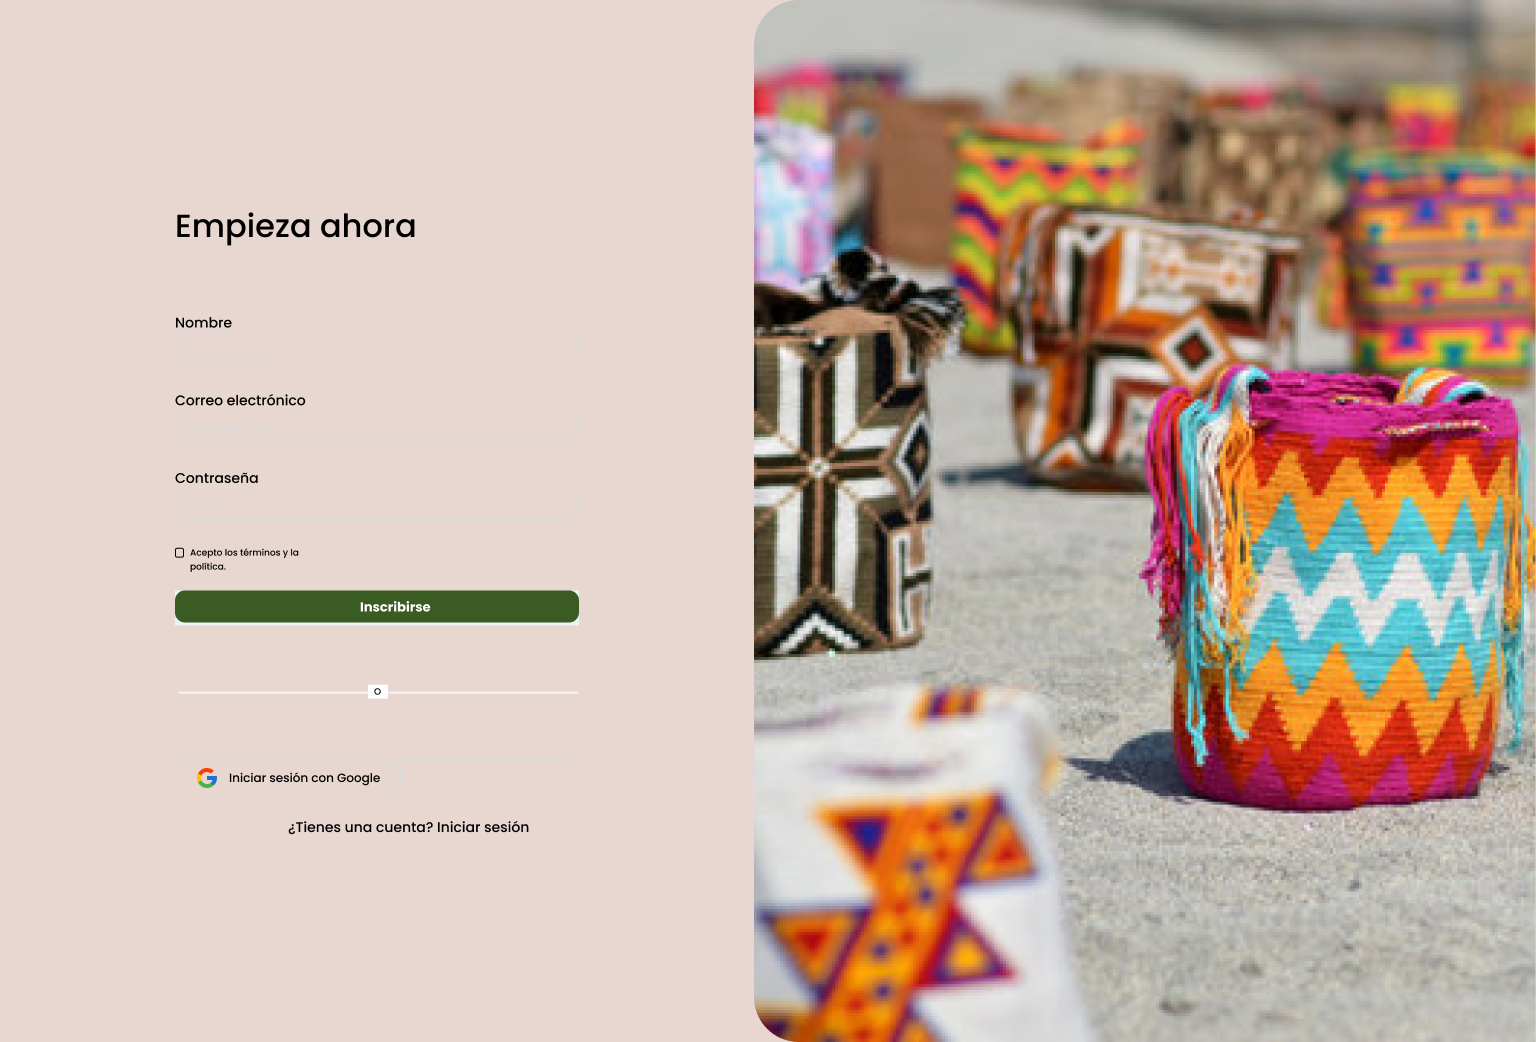 Empieza ahora
Nombre
Correo electrónico
Contraseña
Acepto los términos y la
política.
Inscribirse
O
Iniciar sesión con Google
¿Tienes una cuenta? Iniciar sesión